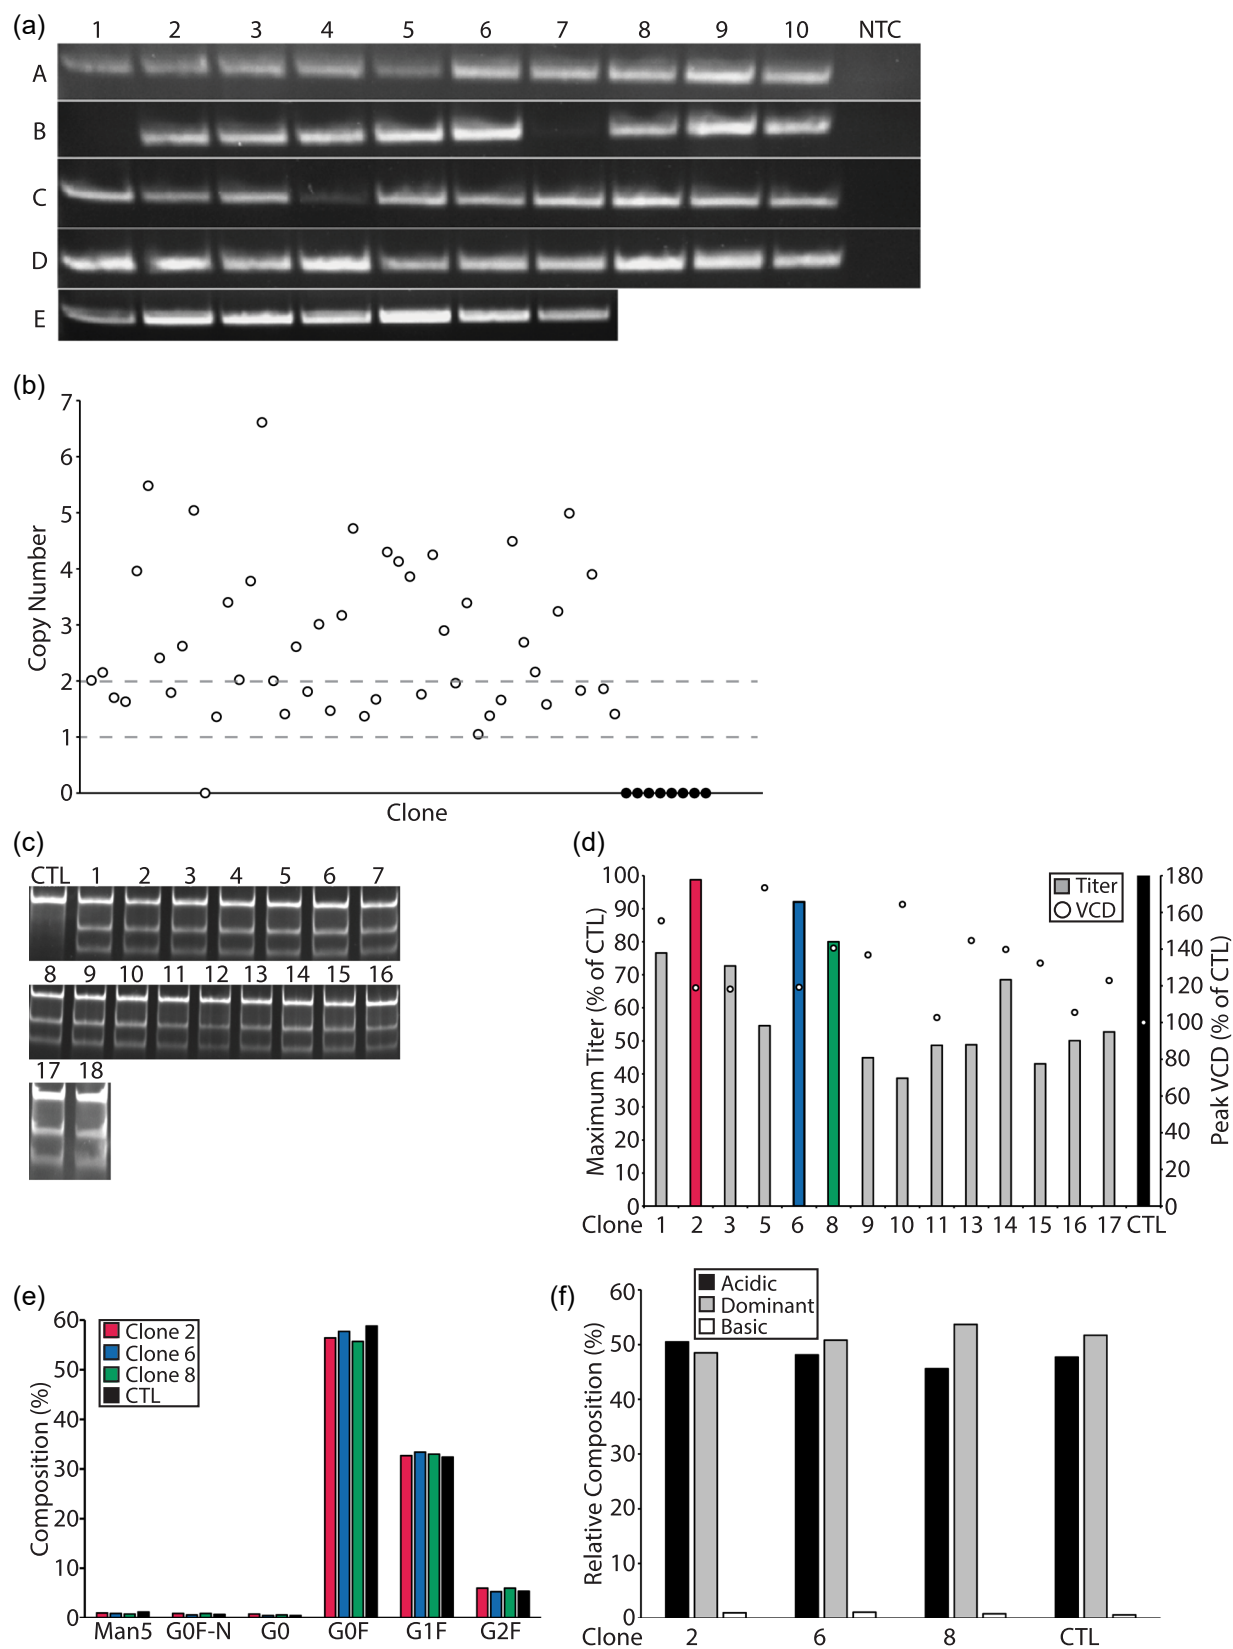 (a)
1 2 3 4 5 6 7 8 9 10 NTC
A
B
C
D
E
(b)
Copy Number
7
6
5
4
3
2
1
0
Clone
(c)
CTL 1 2 3 4 5 6 7
8 9 10 11 12 13 14 15 16
17 18
(d)
Maximum Titer (% of CTL)
100
90
80
70
60
50
40
30
20
10
0
Titer
VCD
180
160
140
120
100
80
60
40
20
0
Peak VCD (% of CTL)
Clone 1 2 3 5 6 8 9 10 11 13 14 15 16 17 CTL
(e)
Composition (%)
60
50
40
30
20
10
0
Clone 2
Clone 6
Clone 8
CTL
Man5 G0F-N G0 G0F G1F G2F
(f)
Relative Composition (%)
60
50
40
30
20
10
0
Acidic
Dominant
Basic
Clone 2 6 8 CTL